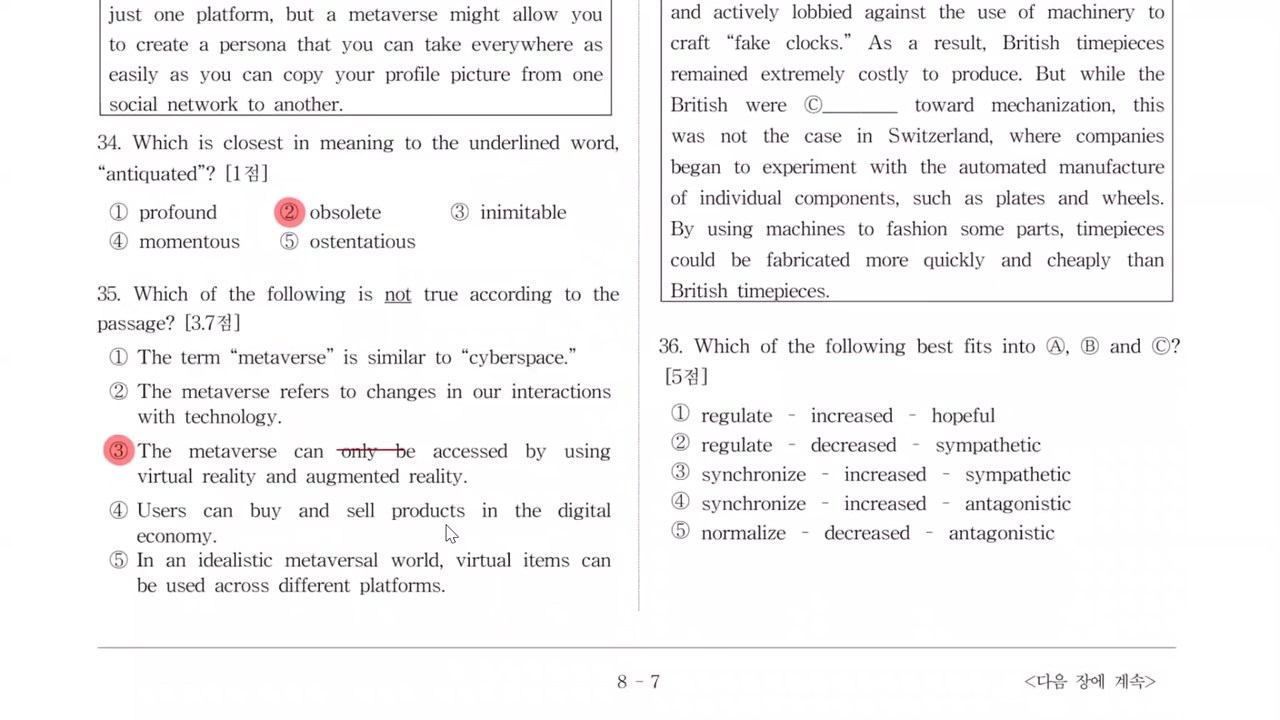 just one platform, but a metaverse might allow you
to create a persona that you can take everywhere as
easily as you can copy your profile picture from one
social network to another.
34. Which is closest in meaning to the underlined word,
“antiquated”? [1점]
① profound ② obsolete ③ inimitable
④ momentous ⑤ ostentatious
35. Which of the following is not true according to the
passage? [3.7점]
① The term “metaverse” is similar to “cyberspace.”
② The metaverse refers to changes in our interactions
with technology.
③ The metaverse can only be accessed by using
virtual reality and augmented reality.
④ Users can buy and sell products in the digital
economy.
⑤ In an idealistic metaversal world, virtual items can
be used across different platforms.
and actively lobbied against the use of machinery to
craft “fake clocks.” As a result, British timepieces
remained extremely costly to produce. But while the
British were Ⓒ________ toward mechanization, this
was not the case in Switzerland, where companies
began to experiment with the automated manufacture
of individual components, such as plates and wheels.
By using machines to fashion some parts, timepieces
could be fabricated more quickly and cheaply than
British timepieces.
36. Which of the following best fits into Ⓐ, Ⓑ and Ⓒ?
[5점]
① regulate - increased - hopeful
② regulate - decreased - sympathetic
③ synchronize - increased - sympathetic
④ synchronize - increased - antagonistic
⑤ normalize - decreased - antagonistic
8 - 7
<다음 장에 계속>